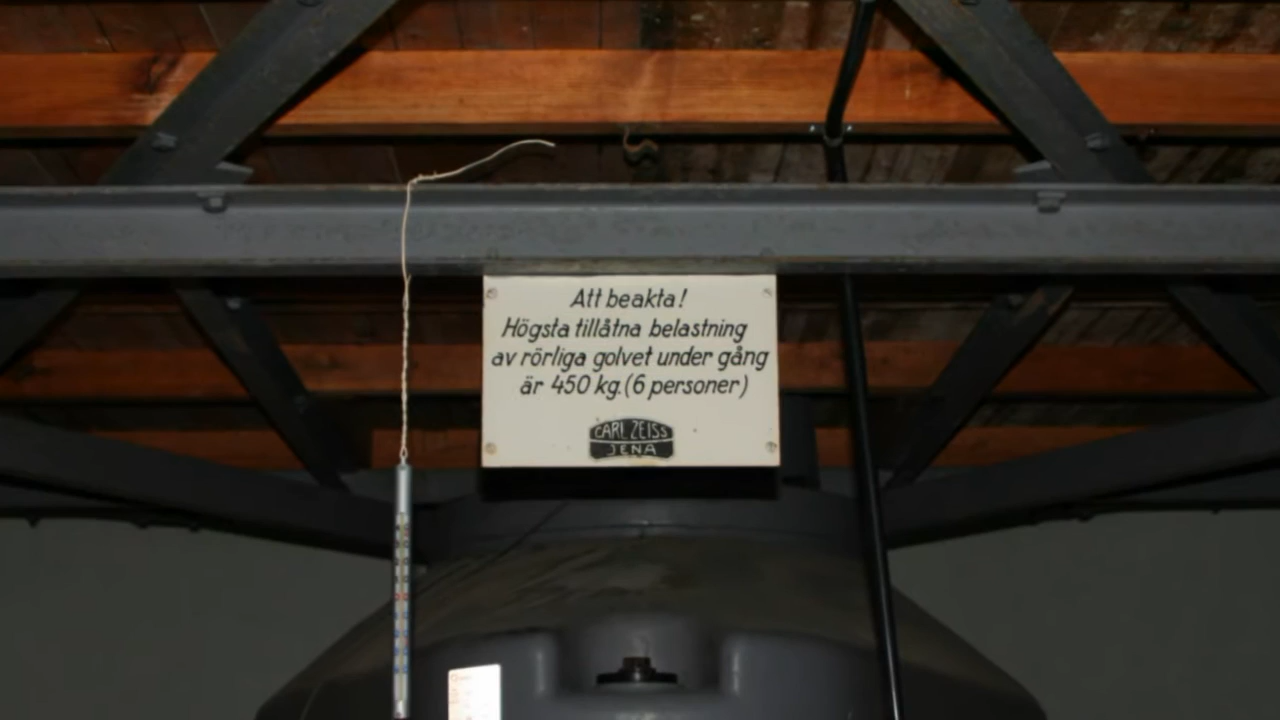 Att beakta!
Högsta tillåtna belastning
av rörliga golvet under gång
är 450 kg. (6 personer)
CARL ZEISS
JENA